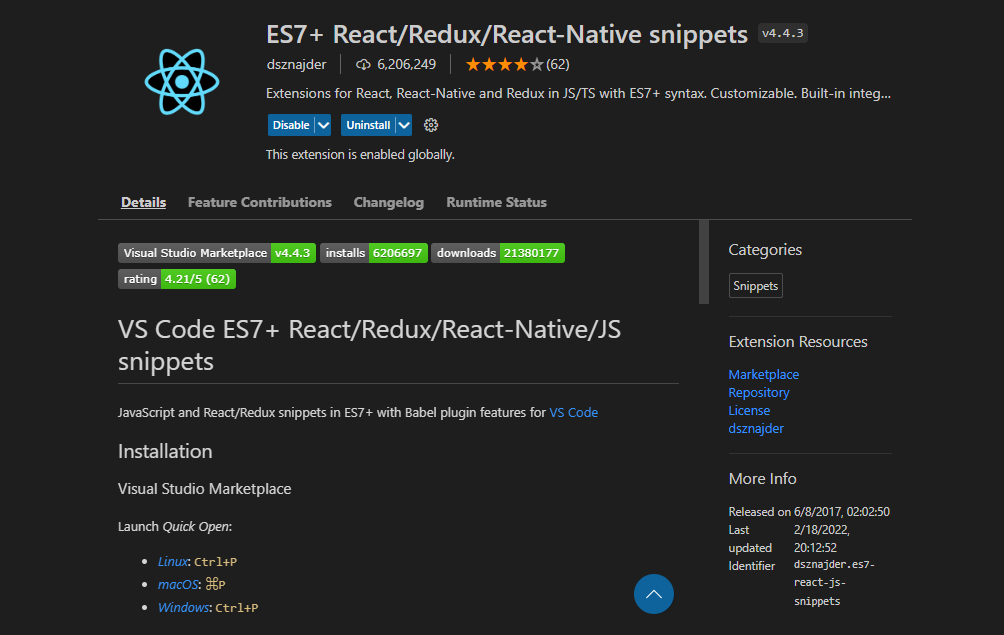 ES7+ React/Redux/React-Native snippets v4.4.3
dsznajder 6,206,249 (62)
Extensions for React, React-Native and Redux in JS/TS with ES7+ syntax. Customizable. Built-in integ...
Disable Uninstall
This extension is enabled globally.
Details Feature Contributions Changelog Runtime Status
Visual Studio Marketplace v4.4.3 installs 6206697 downloads 21380177
rating 4.21/5 (62)
VS Code ES7+ React/Redux/React-Native/JS
snippets
JavaScript and React/Redux snippets in ES7+ with Babel plugin features for VS Code
Installation
Visual Studio Marketplace
Launch Quick Open:
• Linux: Ctrl+P
• macOS: ⌘P
• Windows: Ctrl+P
Categories
Snippets
Extension Resources
Marketplace
Repository
License
dsznajder
More Info
Released on 6/8/2017, 02:02:50
Last 2/18/2022,
updated 20:12:52
Identifier dsznajder.es7-
react-js-
snippets